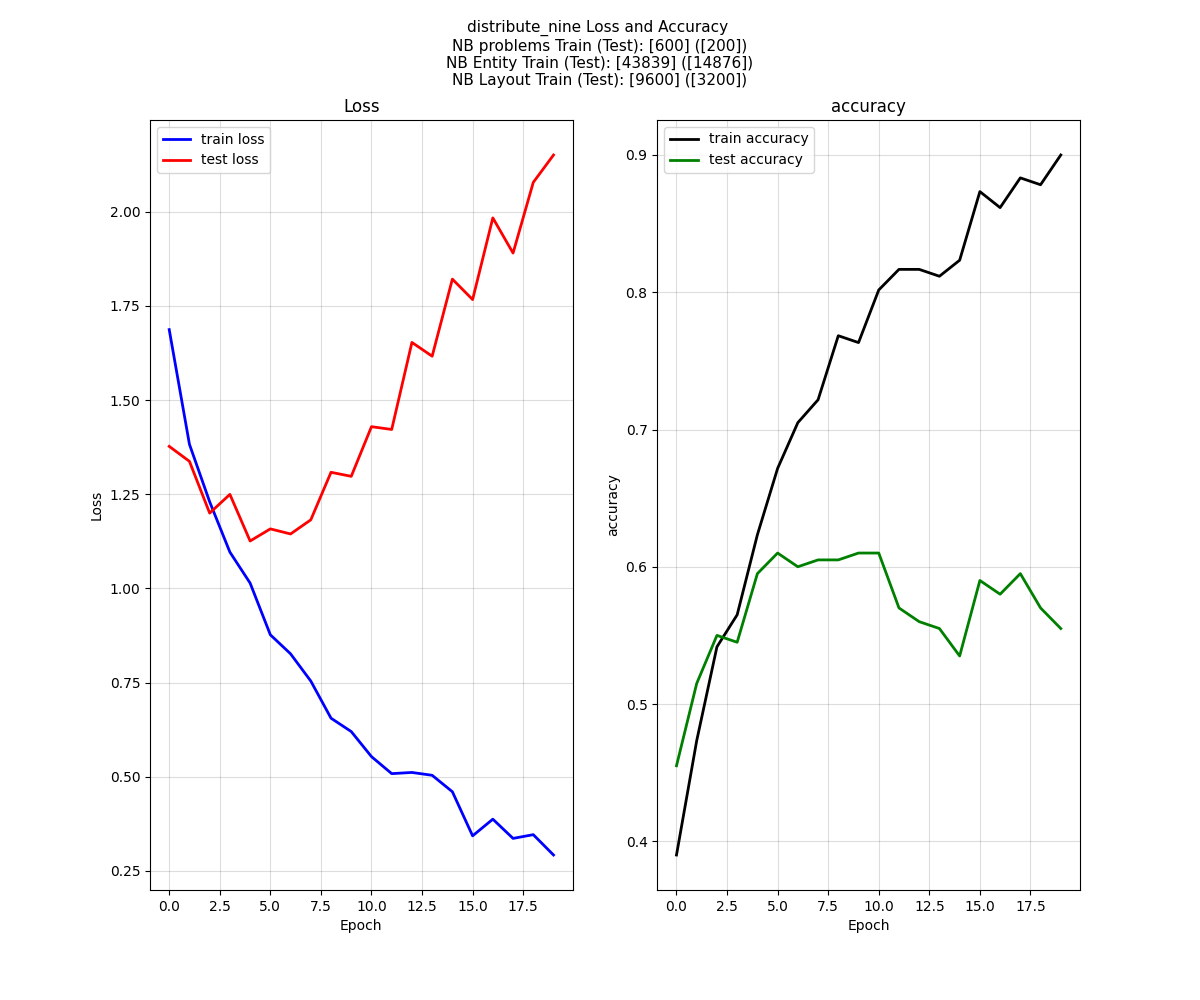 distribute_nine Loss and Accuracy
NB problems Train (Test): [600] ([200])
NB Entity Train (Test): [43839] ([14876])
NB Layout Train (Test): [9600] ([3200])
Loss
train loss
test loss
2.00
1.75
1.50
1.25
1.00
0.75
0.50
0.25
Loss
0.0 2.5 5.0 7.5 10.0 12.5 15.0 17.5
Epoch
accuracy
train accuracy
test accuracy
0.9
0.8
0.7
0.6
0.5
0.4
accuracy
0.0 2.5 5.0 7.5 10.0 12.5 15.0 17.5
Epoch